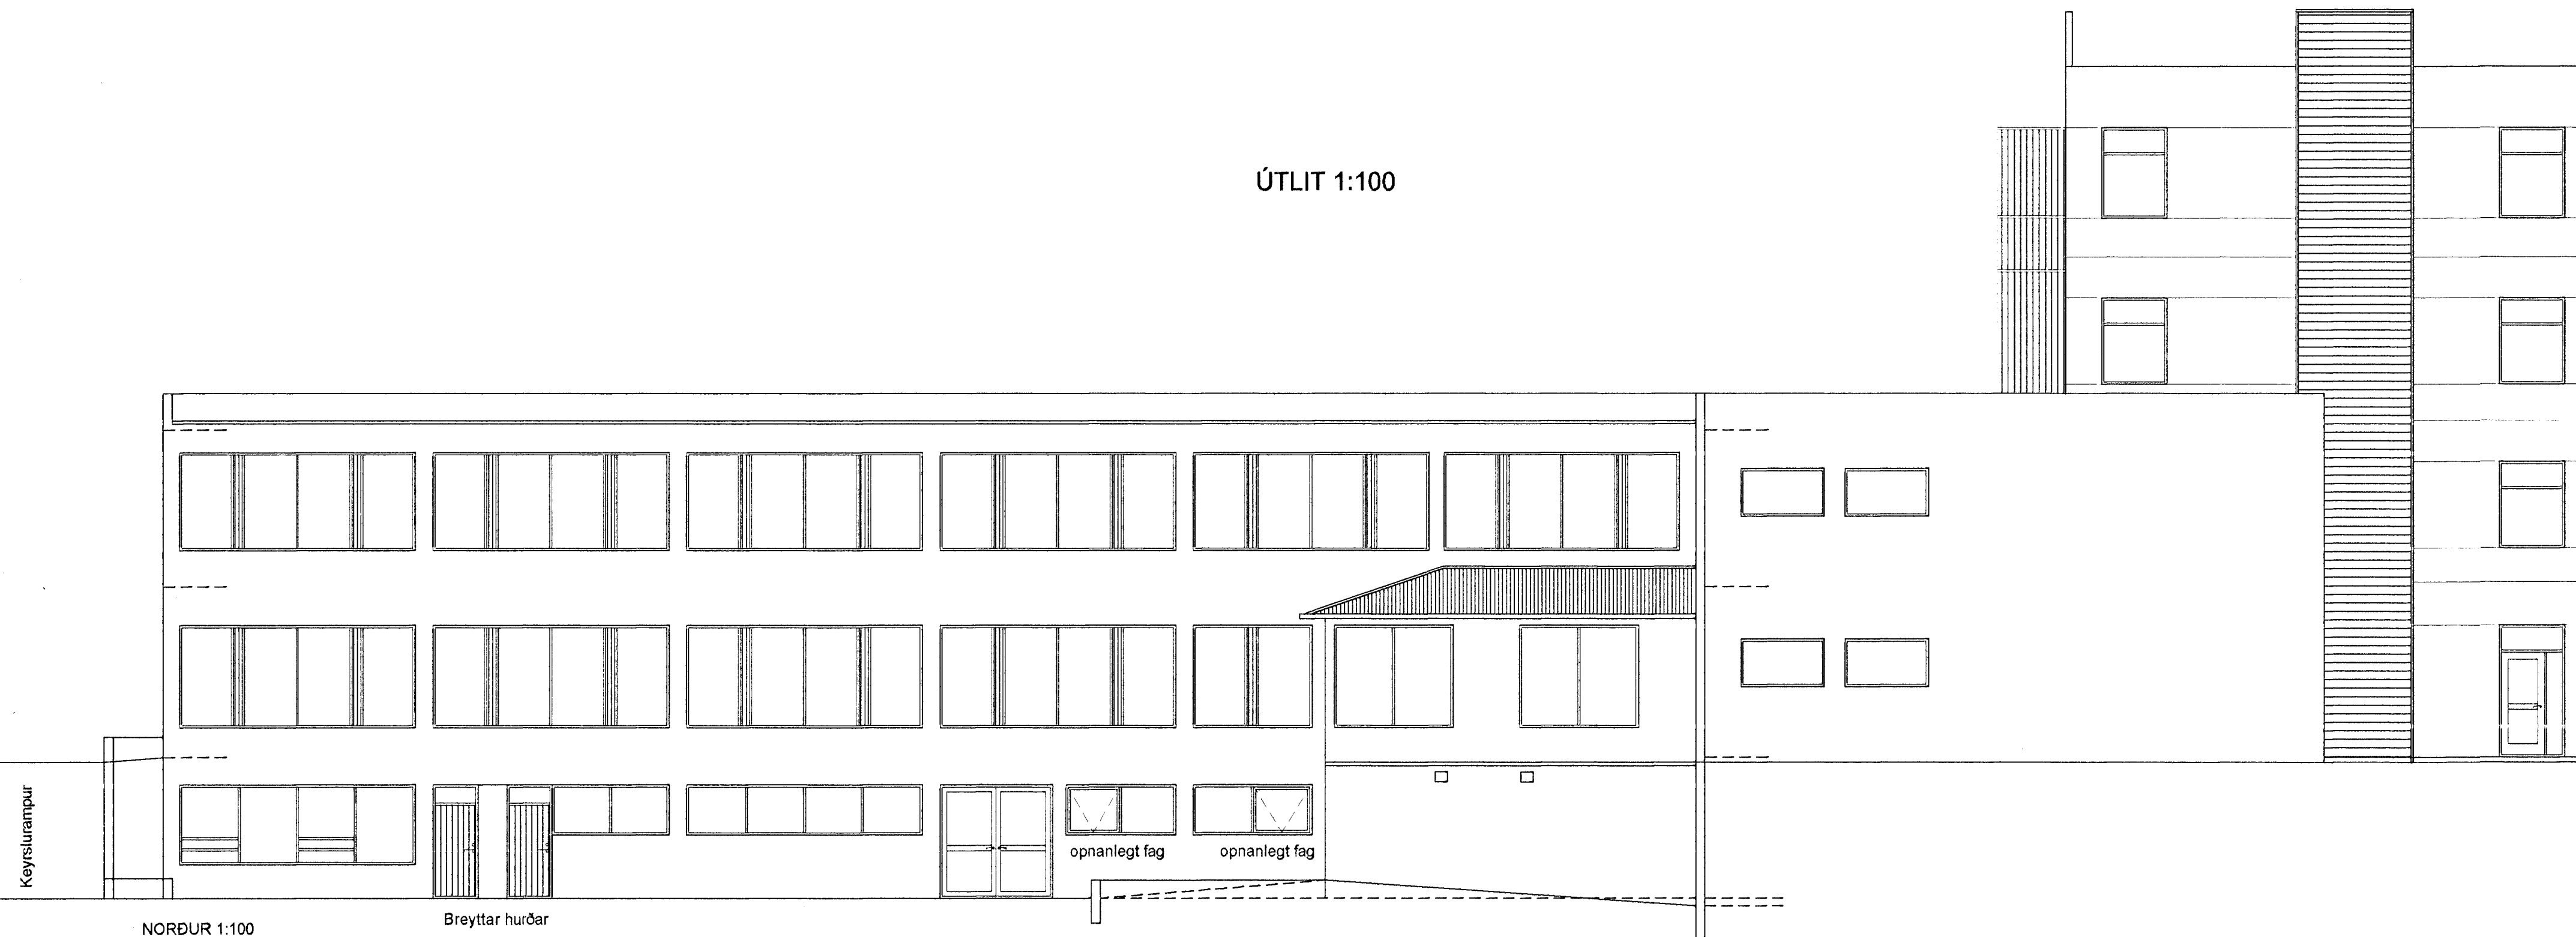 ÚTLIT 1:100
Keyrslurampur
opnanlegt fag
opnanlegt fag
Breyttar hurðar
NORÐUR 1:100